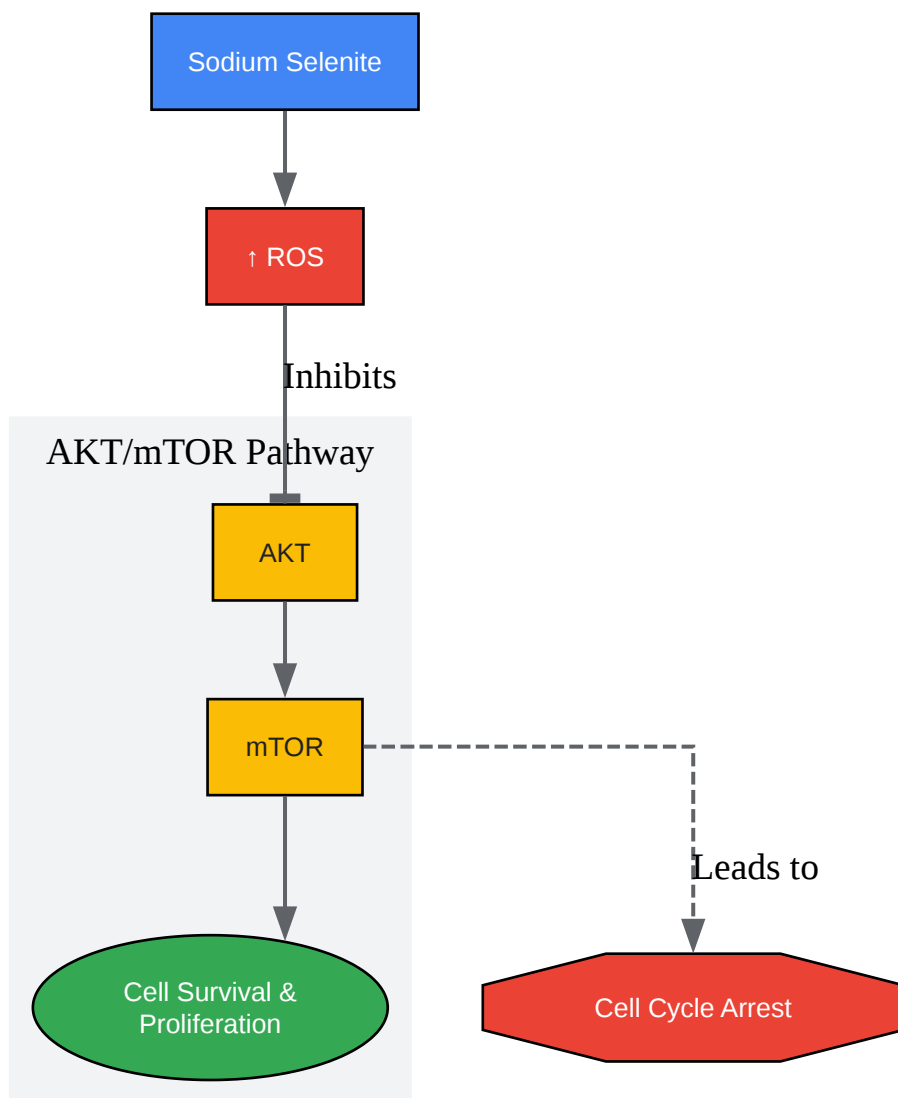 Sodium Selenite
↑ ROS
Inhibits
AKT/mTOR Pathway
AKT
mTOR
Leads to
Cell Survival &
Proliferation
Cell Cycle Arrest